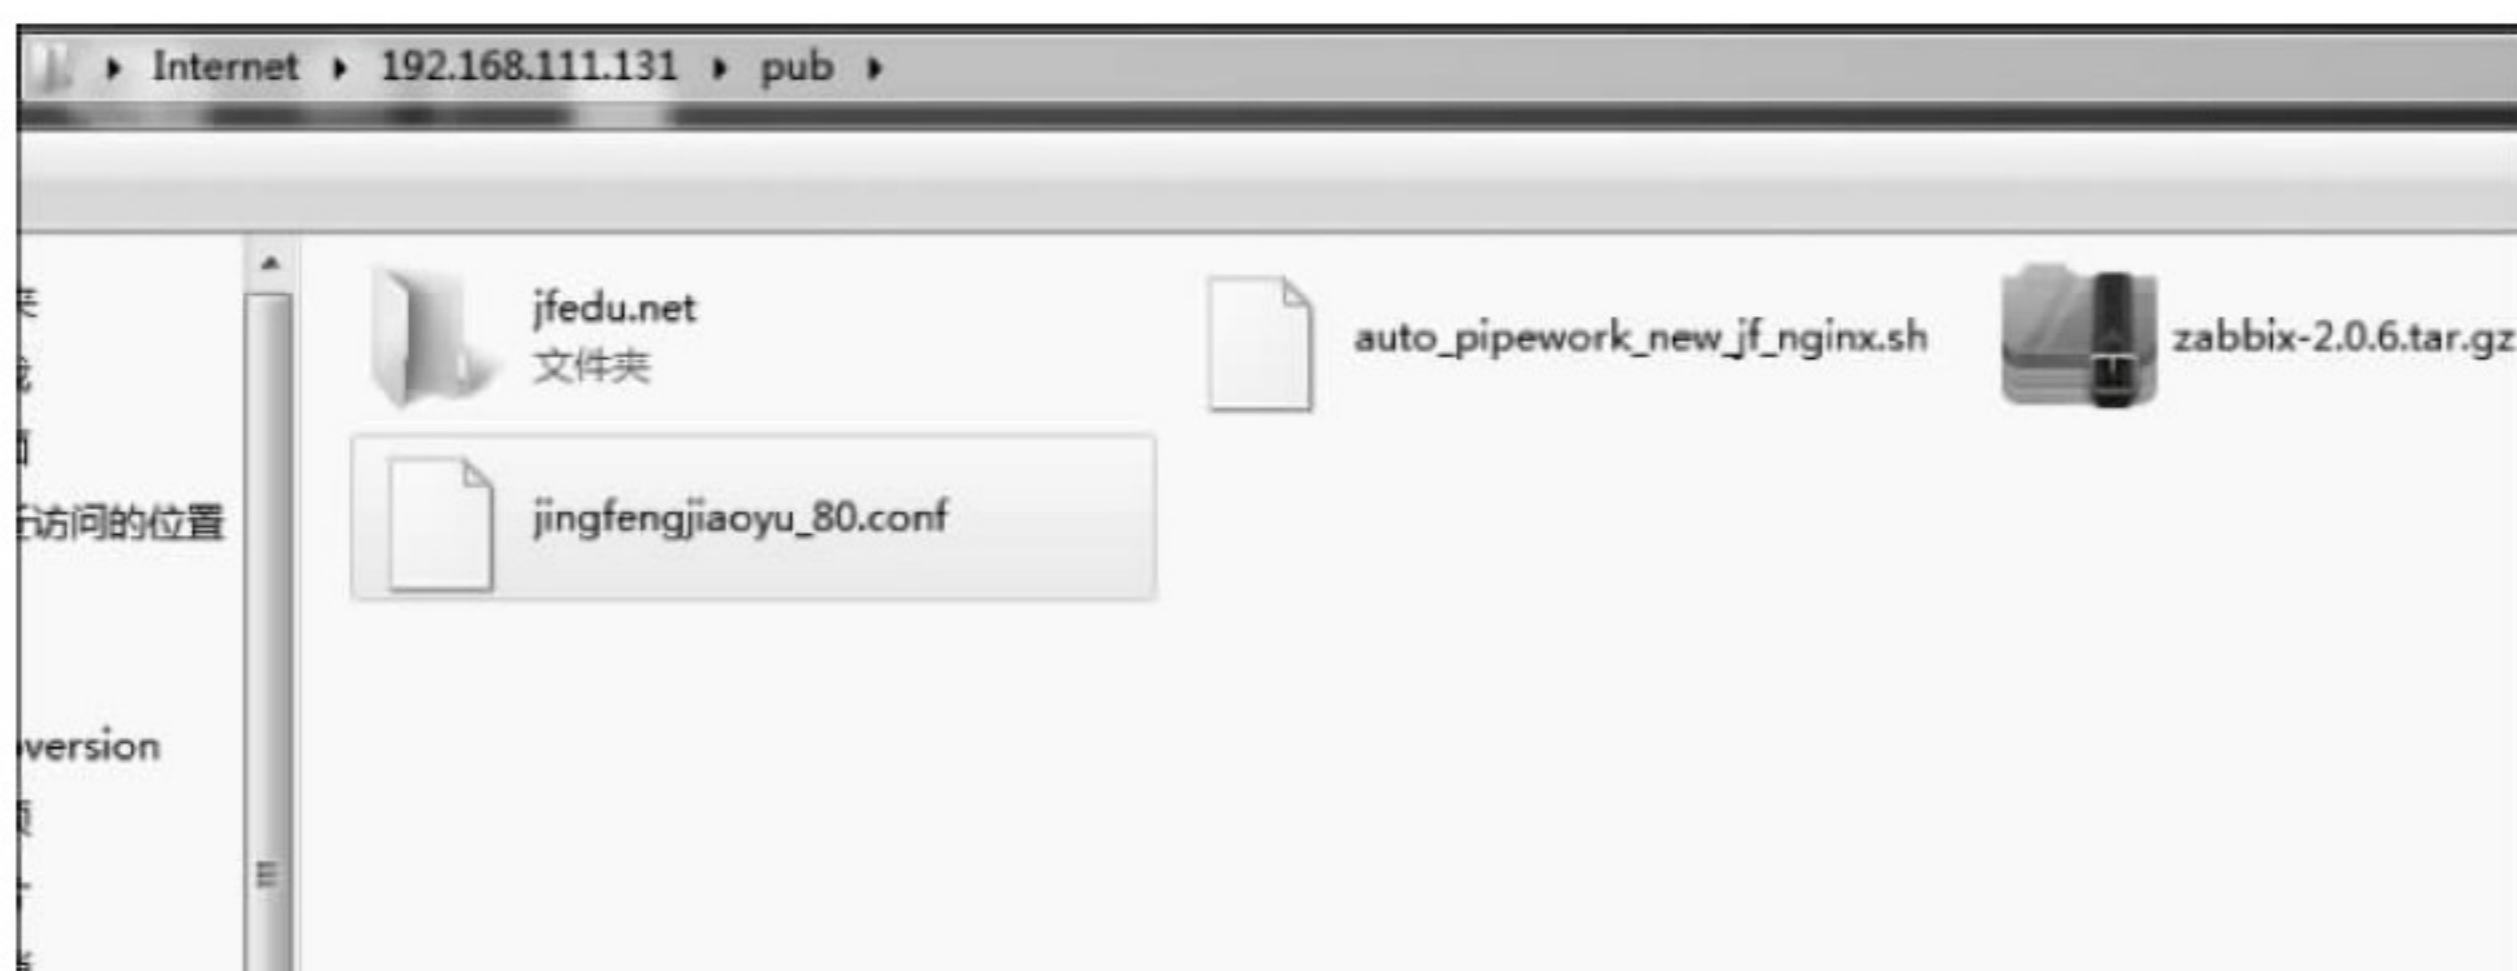 Internet 192.168.111.131 pub
jfedu.net
文件夹
auto_pipework_new_jf_nginx.sh
zabbix-2.0.6.tar.gz
jingfengjiaoyu_80.conf
访问的位置
version